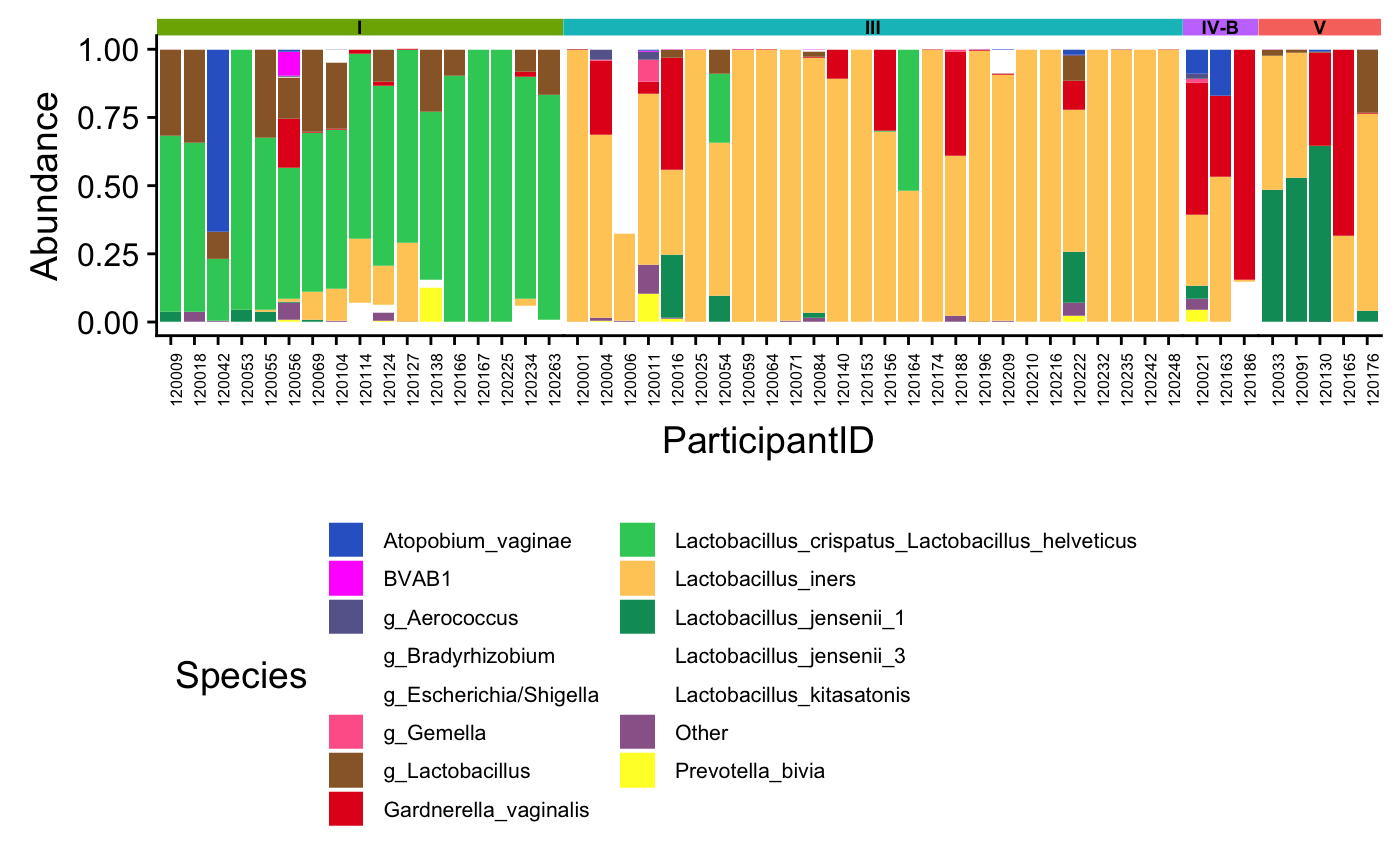 I III IV-B V
1.00
0.75
0.50
0.25
0.00
Abundance
120009 120018 120042 120053 120055 120056 120069 120104 120114 120124 120127 120138 120166 120167 120225 120234 120263 120001 120004 120006 120011 120016 120025 120054 120059 120064 120071 120084 120140 120153 120156 120164 120174 120188 120196 120209 120210 120216 120222 120232 120235 120242 120248 120021 120163 120186 120033 120091 120130 120165 120176
ParticipantID
Species
Atopobium_vaginae
BVAB1
g_Aerococcus
g_Bradyrhizobium
g_Escherichia/Shigella
g_Gemella
g_Lactobacillus
Gardnerella_vaginalis
Lactobacillus_crispatus_Lactobacillus_helveticus
Lactobacillus_iners
Lactobacillus_jensenii_1
Lactobacillus_jensenii_3
Lactobacillus_kitasatonis
Other
Prevotella_bivia